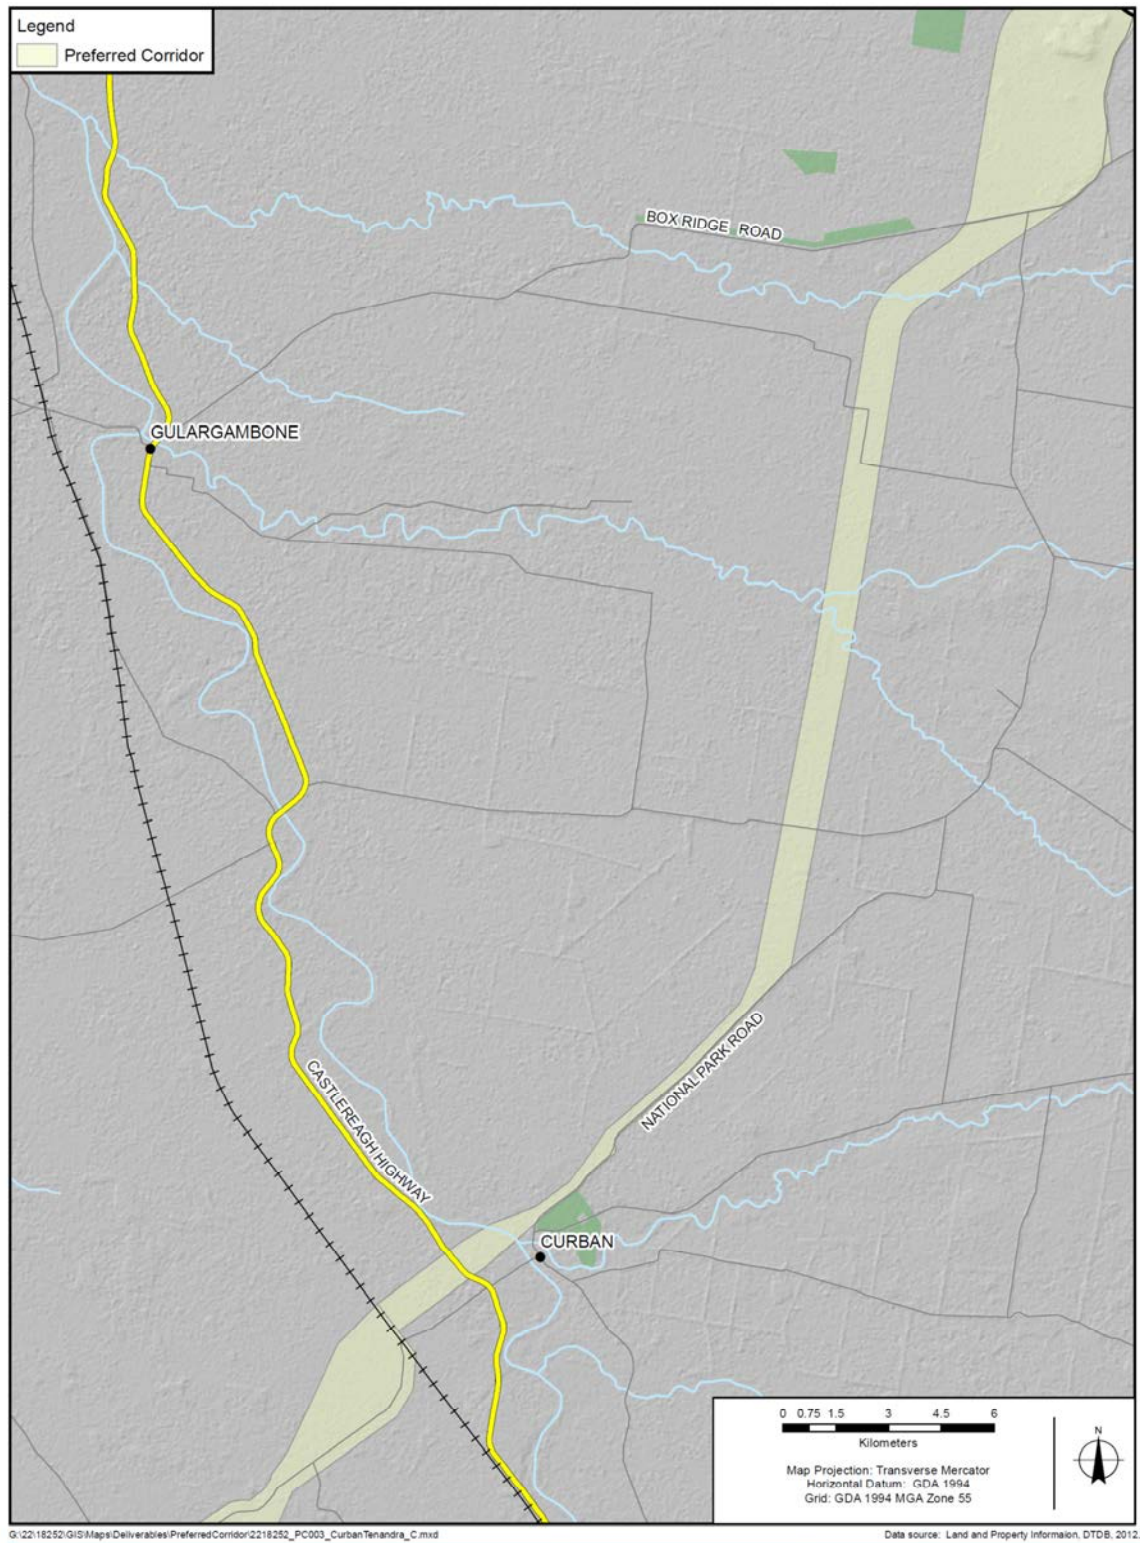 Legend
Preferred Corridor
BOX RIDGE ROAD
GULARGAMBONE
NATIONAL PARK ROAD
CASTLEREAGH HIGHWAY
CURBAN
0 0.75 1.5 3 4.5 6
Kilometers
N
Map Projection: Transverse Mercator
Horizontal Datum: GDA 1994
Grid: GDA 1994 MGA Zone 55
G:\22\18252\GIS\Maps\Deliverables\PreferredCorridor\2218252_PC003_CurbanTenandra_C.mxd
Data source: Land and Property Informaion, DTDB, 2012.